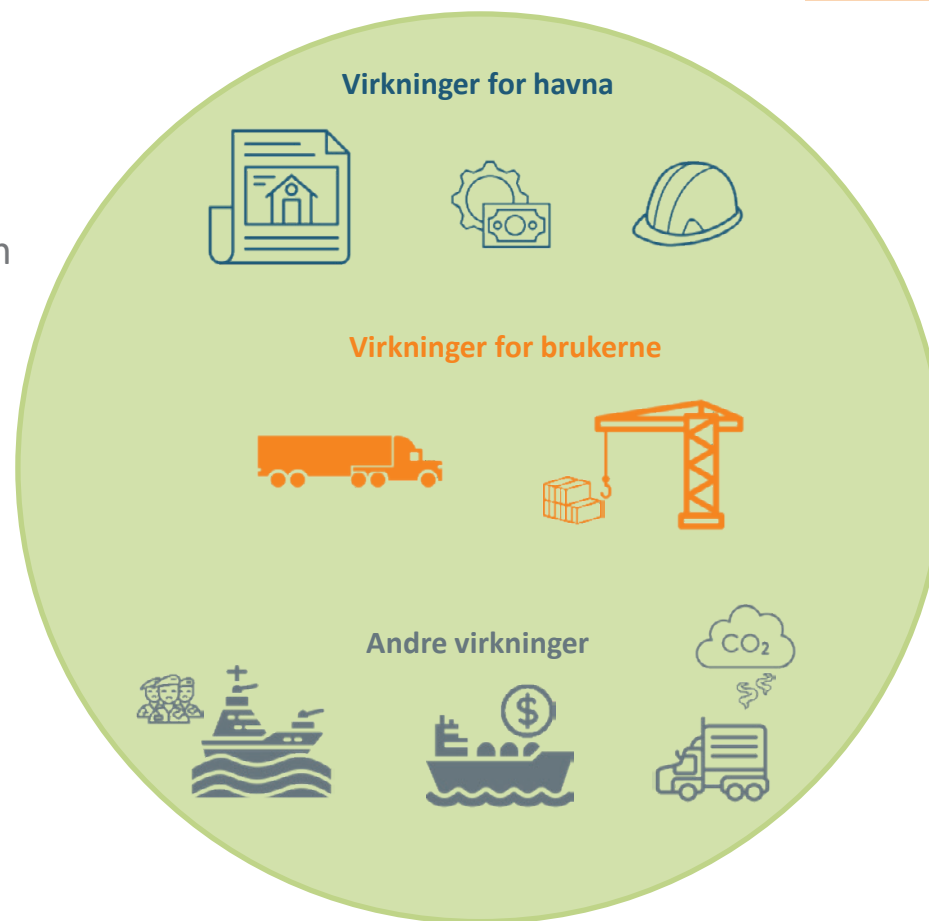 Virkninger for havna
n
Virkninger for brukerne
Andre virkninger
CO₂
$